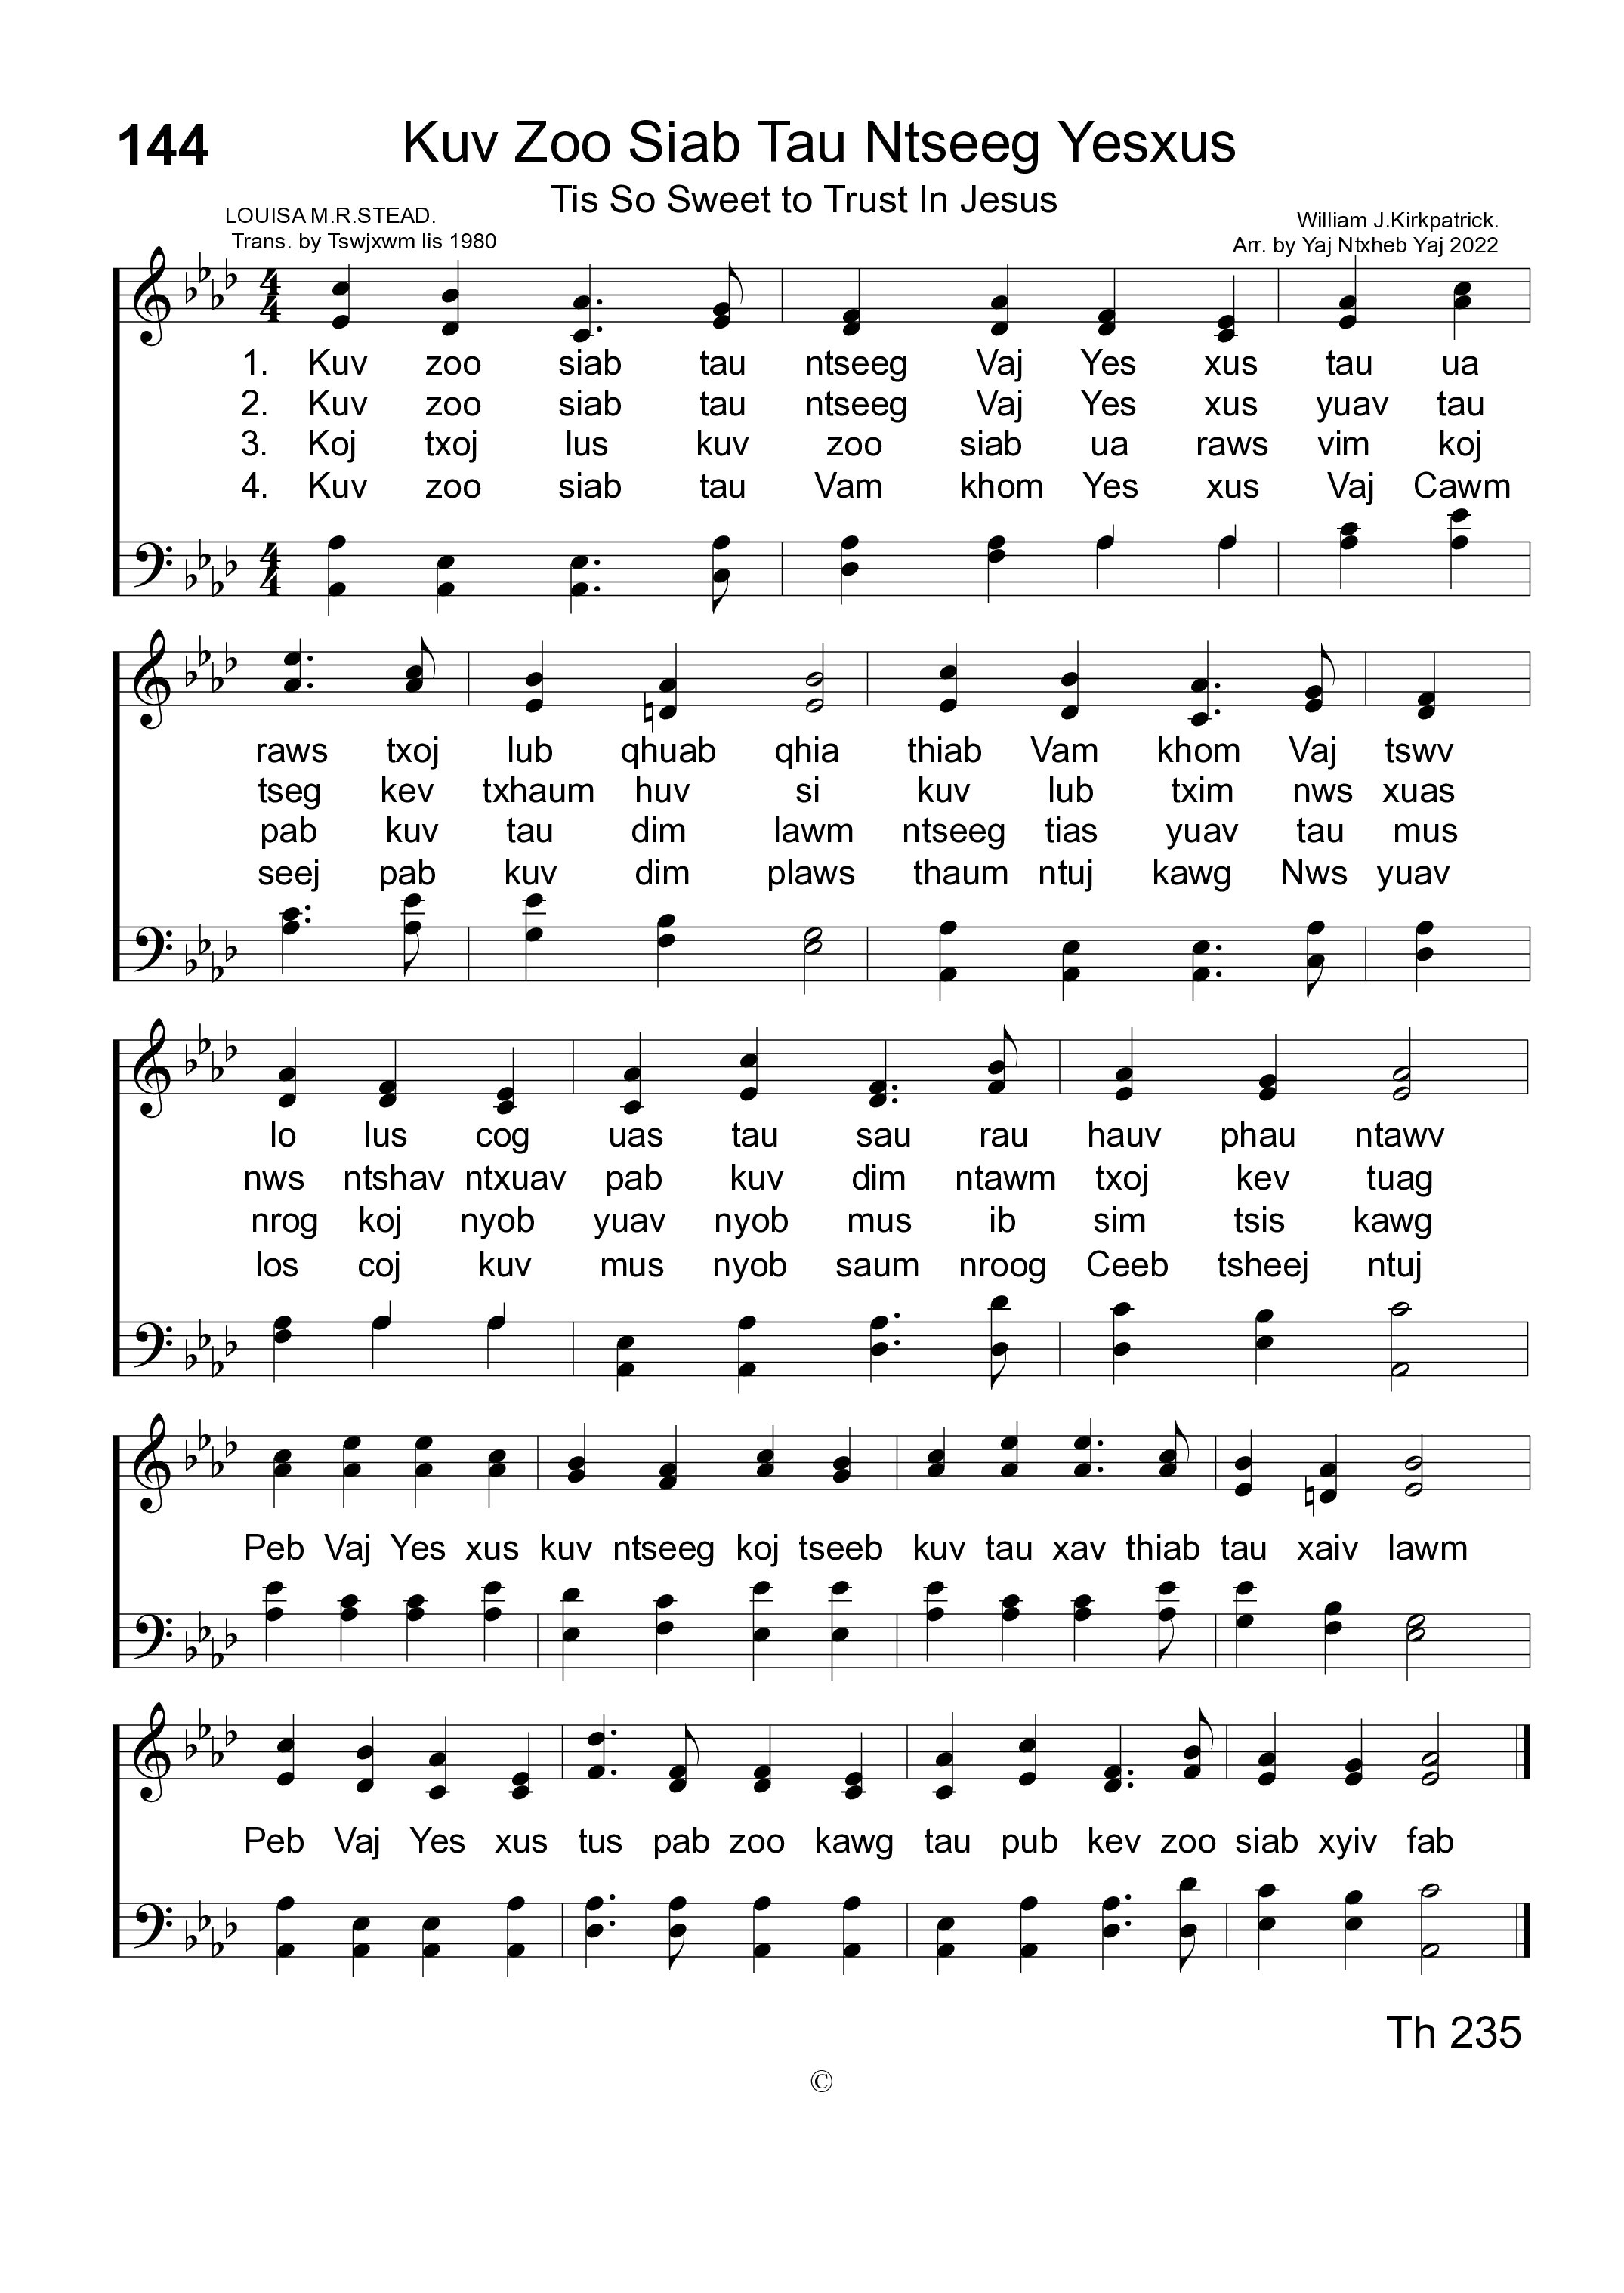 144
Kuv Zoo Siab Tau Ntseeg Yesxus
Tis So Sweet to Trust In Jesus
LOUISA M.R.STEAD.
Trans. by Tswjxwm lis 1980
William J.Kirkpatrick.
Arr. by Yaj Ntxheb Yaj 2022
1. Kuv zoo siab tau ntseeg Vaj Yes xus tau ua
2. Kuv zoo siab tau ntseeg Vaj Yes xus yuav tau
3. Koj txoj lus kuv zoo siab ua raws vim koj
4. Kuv zoo siab tau Vam khom Yes xus Vaj Cawm
raws txoj lub qhuab qhia thiab Vam khom Vaj tswv
tseg kev txhaum huv si kuv lub txim nws xuas
pab kuv tau dim lawm ntseeg tias yuav tau mus
seej pab kuv dim plaws thaum ntuj kawg Nws yuav
lo lus cog uas tau sau rau hauv phau ntawv
nws ntshav ntxuav pab kuv dim ntawm txoj kev tuag
nrog koj nyob yuav nyob mus ib sim tsis kawg
los coj kuv mus nyob saum nroog Ceeb tsheej ntuj
Peb Vaj Yes xus kuv ntseeg koj tseeb kuv tau xav thiab tau xaiv lawm
Peb Vaj Yes xus tus pab zoo kawg tau pub kev zoo siab xyiv fab
Th 235
©